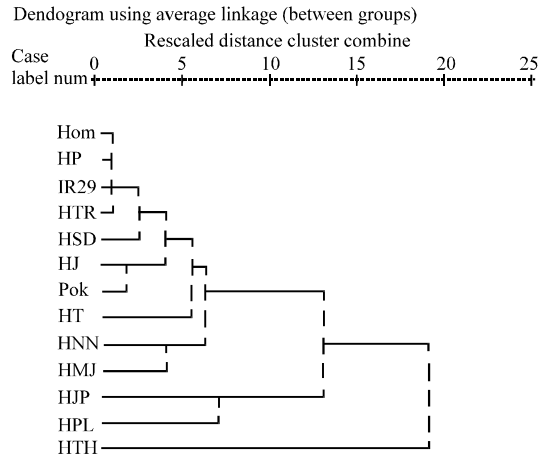 Dendogram using average linkage (between groups)
Rescaled distance cluster combine
Case
label num
0 5 10 15 20 25
Hom
HP
IR29
HTR
HSD
HJ
Pok
HT
HNN
HMJ
HJP
HPL
HTH